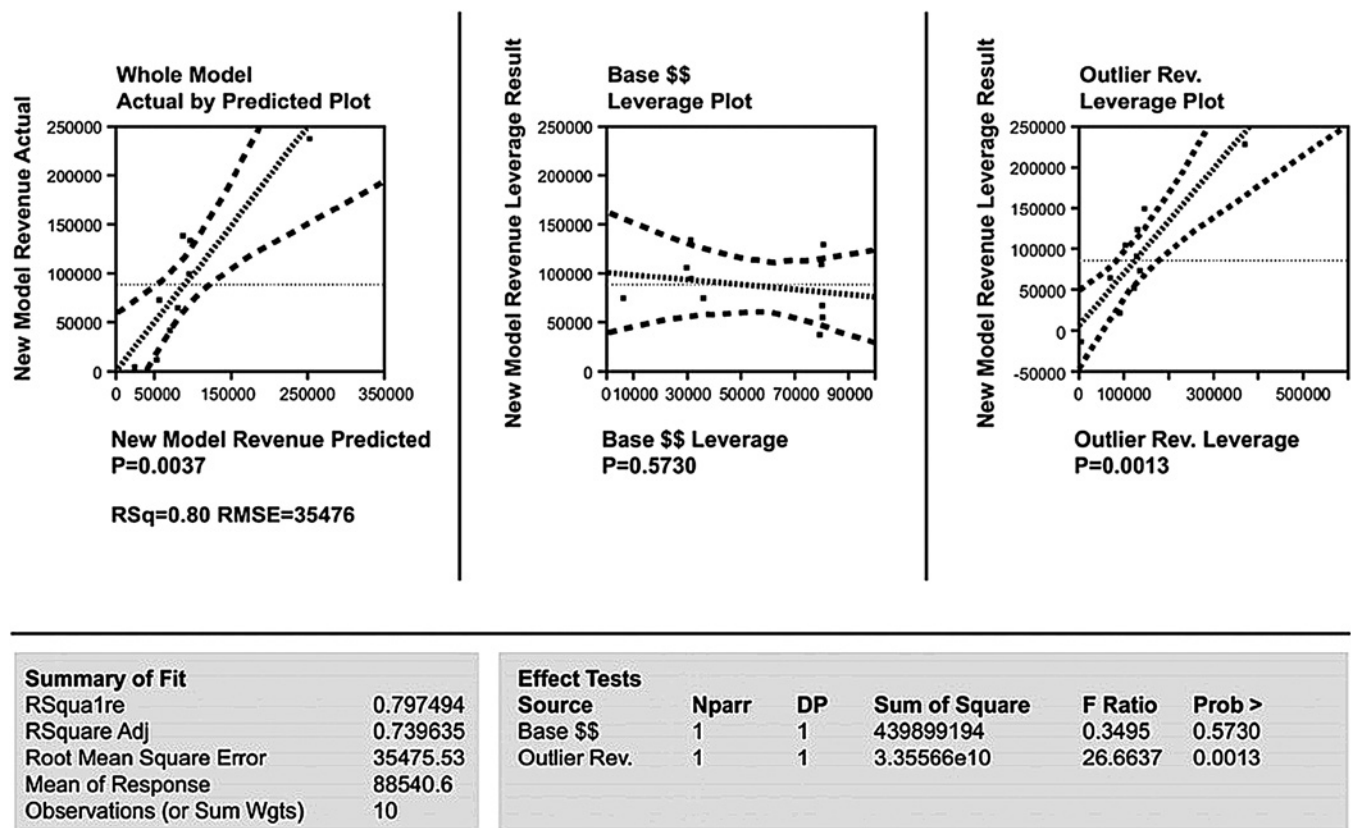 Whole Model
Actual by Predicted Plot
New Model Revenue Actual
250000
200000
150000
100000
50000
0
0 50000 150000 250000 350000
New Model Revenue Predicted
P=0.0037
RSq=0.80 RMSE=35476
Base $$
Leverage Plot
New Model Revenue Leverage Result
250000
200000
150000
100000
50000
0
010000 30000 50000 70000 90000
Base $$ Leverage
P=0.5730
Outlier Rev.
Leverage Plot
New Model Revenue Leverage Result
250000
200000
150000
100000
50000
0
-50000
0 100000 300000 500000
Outlier Rev. Leverage
P=0.0013
Summary of Fit
RSqua1re 0.797494
RSquare Adj 0.739635
Root Mean Square Error 35475.53
Mean of Response 88540.6
Observations (or Sum Wgts) 10
Effect Tests
Source Nparr DP Sum of Square F Ratio Prob >
Base $$ 1 1 439899194 0.3495 0.5730
Outlier Rev. 1 1 3.35566e10 26.6637 0.0013